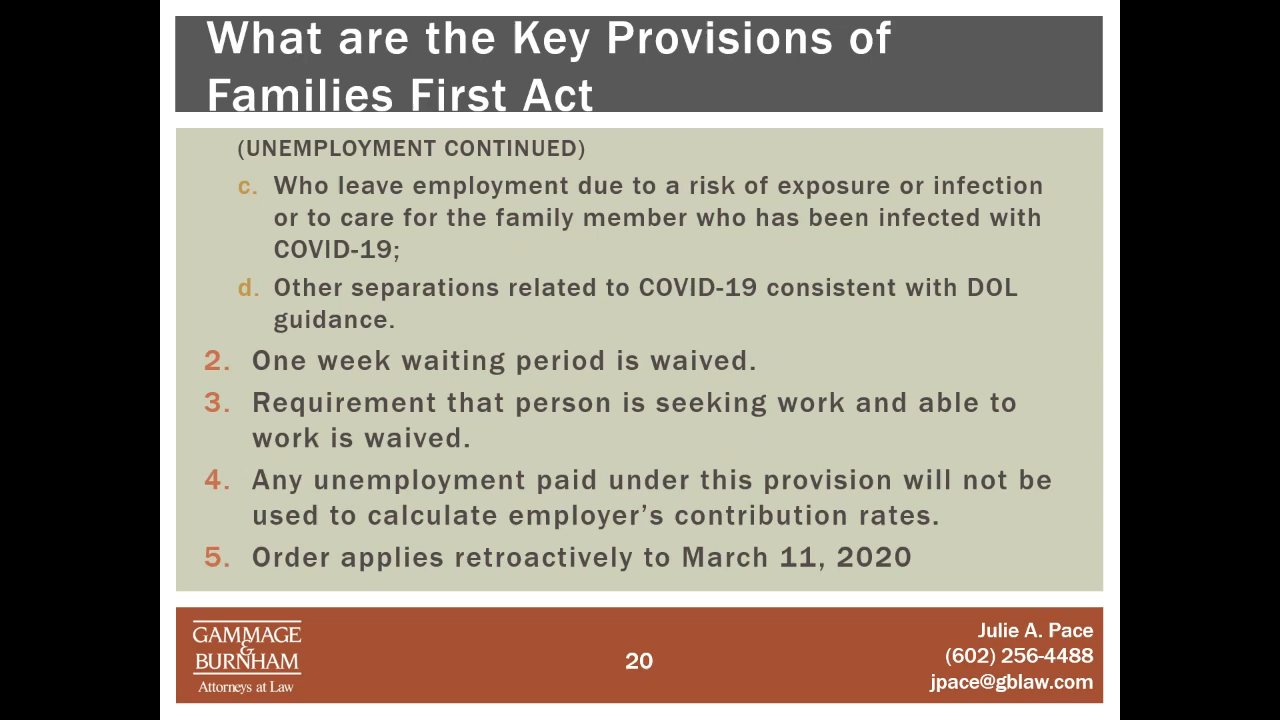 What are the Key Provisions of
Families First Act
(UNEMPLOYMENT CONTINUED)
c. Who leave employment due to a risk of exposure or infection
or to care for the family member who has been infected with
COVID-19;
d. Other separations related to COVID-19 consistent with DOL
guidance.
2. One week waiting period is waived.
3. Requirement that person is seeking work and able to
work is waived.
4. Any unemployment paid under this provision will not be
used to calculate employer’s contribution rates.
5. Order applies retroactively to March 11, 2020
GAMMAGE
&
BURNHAM
Attorneys at Law
20
Julie A. Pace
(602) 256-4488
jpace@gblaw.com